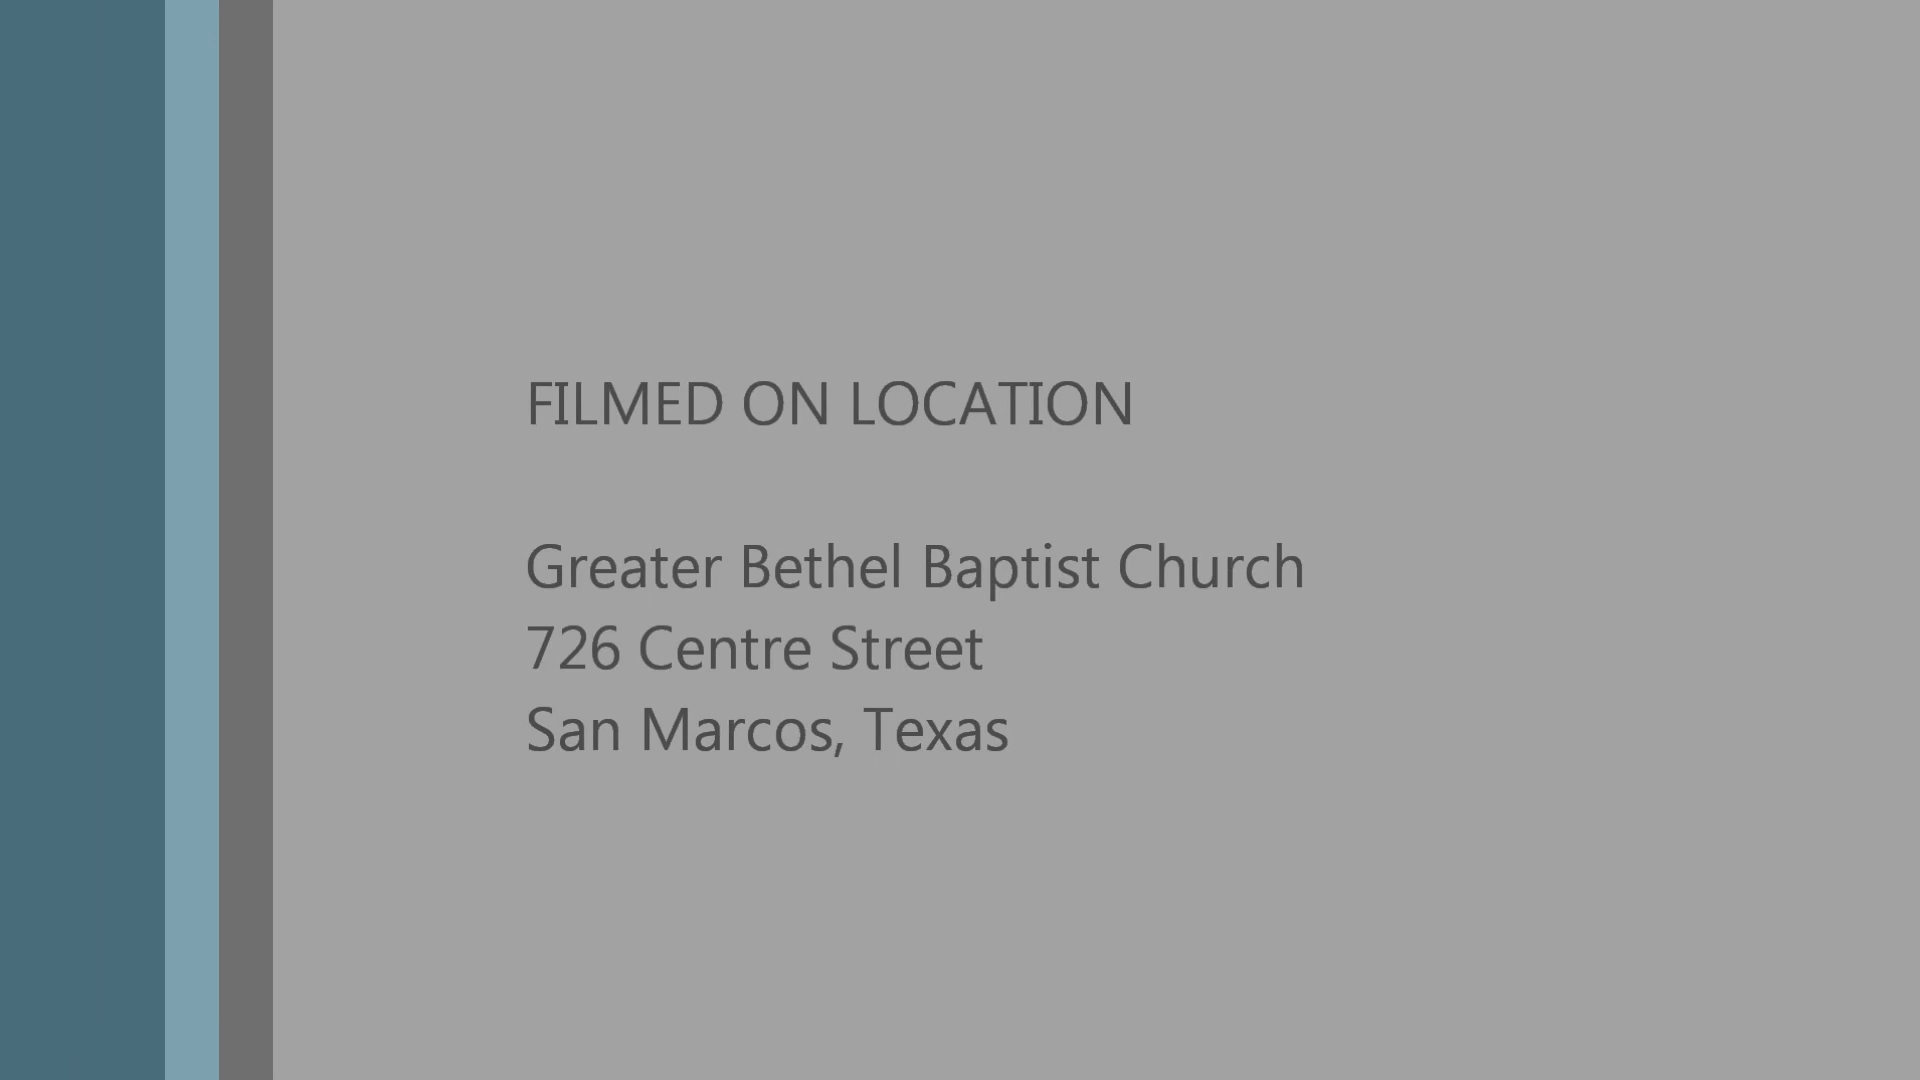 FILMED ON LOCATION
Greater Bethel Baptist Church
726 Centre Street
San Marcos, Texas